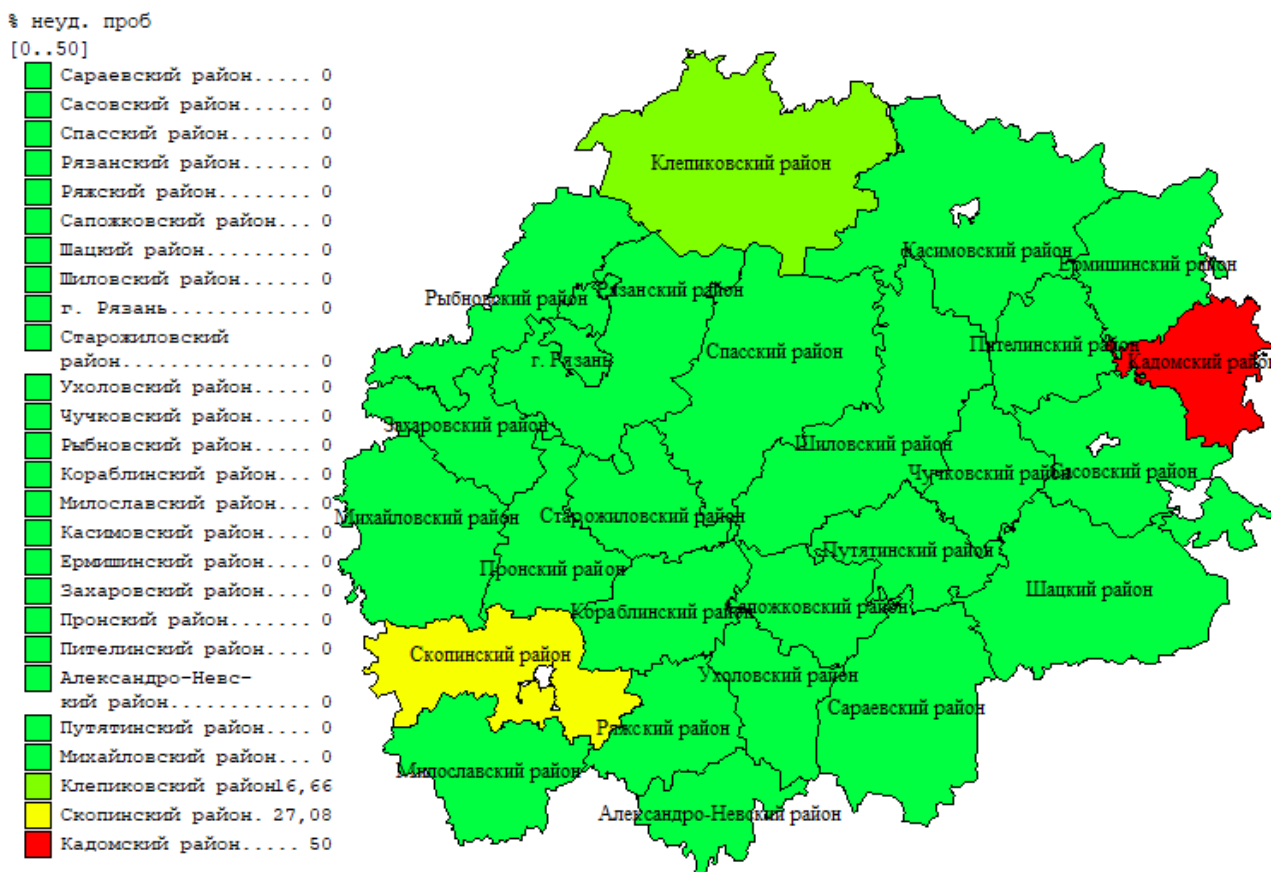 % неуд. проб
[0..50]
Сараевский район..... 0
Сасовский район...... 0
Спасский район....... 0
Рязанский район...... 0
Ряжский район........ 0
Сапожковский район... 0
Шацкий район......... 0
Шиловский район...... 0
г. Рязань............ 0
Старожиловский
район................ 0
Ухоловский район..... 0
Чучковский район..... 0
Рыбновский район..... 0
Кораблинский район... 0
Милославский район... 0
Касимовский район.... 0
Ермишинский район.... 0
Захаровский район.... 0
Пронский район....... 0
Пителинский район.... 0
Александро-Невс-
кий район............ 0
Путятинский район.... 0
Михайловский район... 0
Клепиковский район16,66
Скопинский район. 27,08
Кадомский район..... 50
Клепиковский район
Касимовский район
Ермишинский район
Рязанский район
Рыбновский район
Пителинский район
Спасский район
г. Рязань
Кадомский район
Захаровский район
Шиловский район
Чучковский район
Сасовский район
Михайловский район
Старожиловский район
Путятинский район
Пронский район
Шацкий район
Кораблинский район
Сапожковский район
Скопинский район
Ухоловский район
Сараевский район
Ряжский район
Милославский район
Александро-Невский район